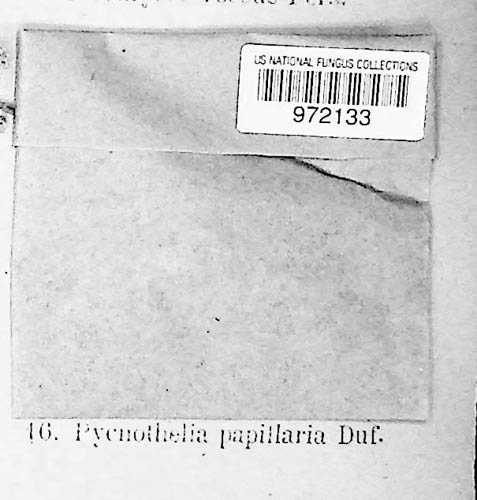 US NATIONAL FUNGUS COLLECTIONS
972133
16. Pycnothelia papillaria Duf.